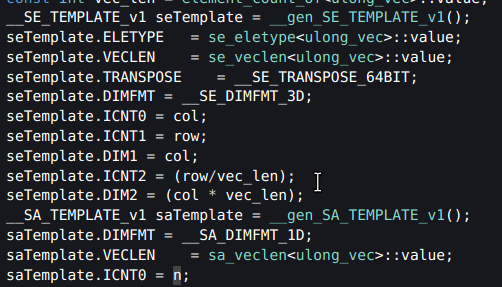 const int vec_len = element_count_of<ulong_vec>::value;
__SE_TEMPLATE_v1 seTemplate = __gen_SE_TEMPLATE_v1();
seTemplate.ELETYPE = se_eletype<ulong_vec>::value;
seTemplate.VECLEN = se_veclen<ulong_vec>::value;
seTemplate.TRANSPOSE = __SE_TRANSPOSE_64BIT;
seTemplate.DIMFMT = __SE_DIMFMT_3D;
seTemplate.ICNT0 = col;
seTemplate.ICNT1 = row;
seTemplate.DIM1 = col;
seTemplate.ICNT2 = (row/vec_len);
seTemplate.DIM2 = (col * vec_len);
__SA_TEMPLATE_v1 saTemplate = __gen_SA_TEMPLATE_v1();
saTemplate.DIMFMT = __SA_DIMFMT_1D;
saTemplate.VECLEN = sa_veclen<ulong_vec>::value;
saTemplate.ICNT0 = n;